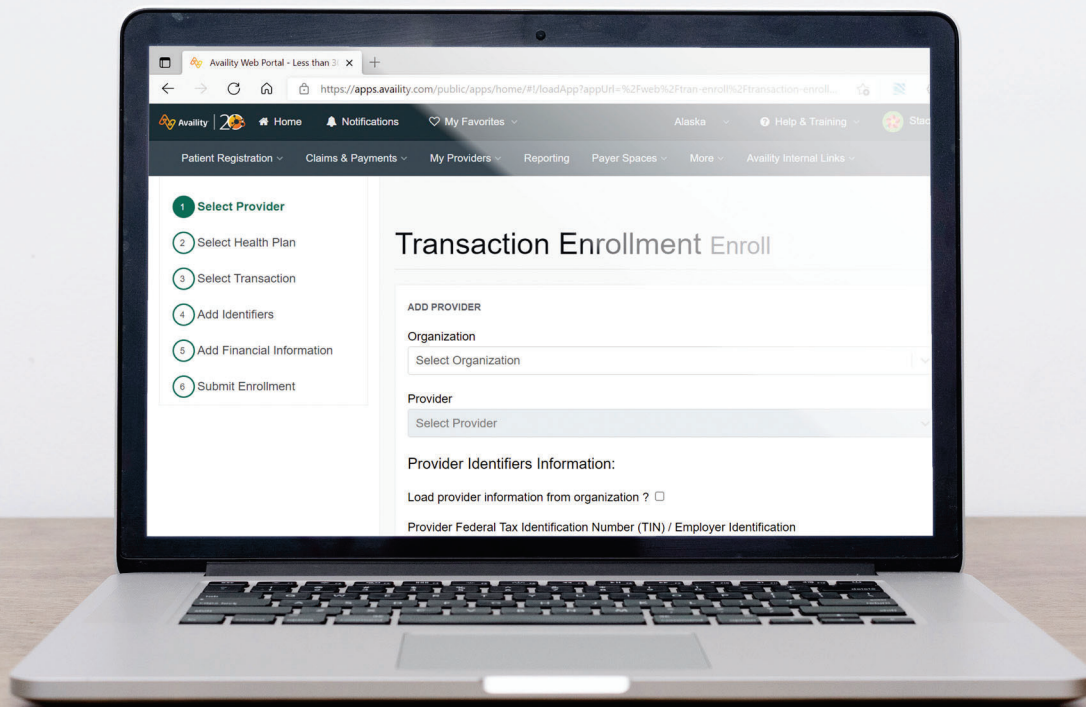 Availity Web Portal - Less than 3
https://apps.availity.com/public/apps/home/#!/loadApp?appUrl=%2Fweb%2Ftran-enroll%2Ftransaction-enroll...
Availity | 20 Home Notifications My Favorites Alaska Help & Training Stac
Patient Registration Claims & Payments My Providers Reporting Payer Spaces More Availity Internal Links
1 Select Provider
2 Select Health Plan
3 Select Transaction
4 Add Identifiers
5 Add Financial Information
6 Submit Enrollment
Transaction Enrollment Enroll
ADD PROVIDER
Organization
Select Organization
Provider
Select Provider
Provider Identifiers Information:
Load provider information from organization ?
Provider Federal Tax Identification Number (TIN) / Employer Identification